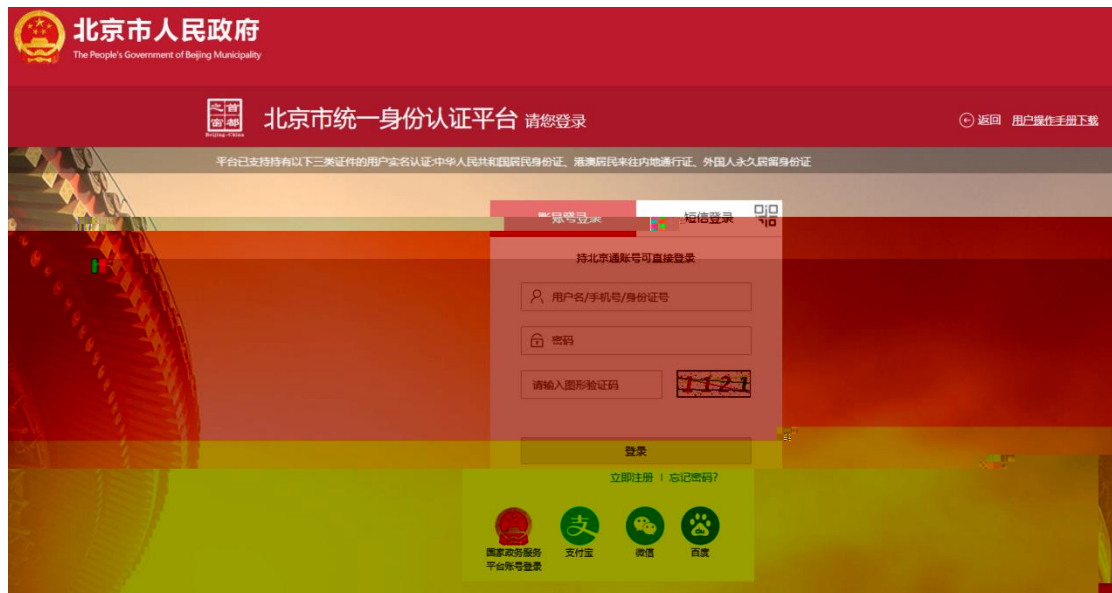 北京市人民政府
The People's Government of Beijing Municipality
首都之窗
Beijing-China
北京市统一身份认证平台 请您登录
返回 用户操作手册下载
平台已支持持有以下三类证件的用户实名认证:中华人民共和国居民身份证、港澳居民来往内地通行证、外国人永久居留身份证
账号登录 短信登录
持北京通账号可直接登录
用户名/手机号/身份证号
密码
请输入图形验证码 1121
登录
立即注册 | 忘记密码?
国家政务服务
平台账号登录
支付宝
微信
百度